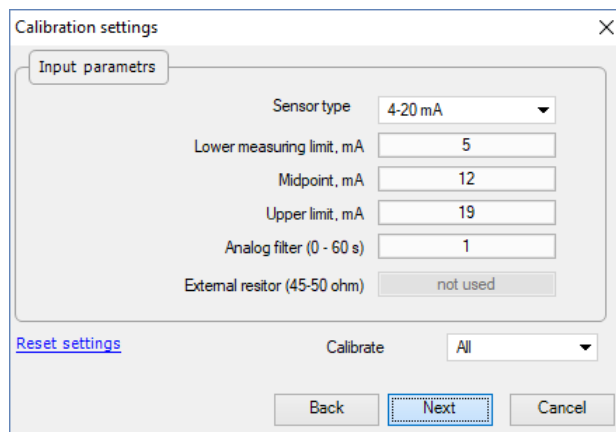 Calibration settings
Input parametrs
Sensor type 4-20 mA
Lower measuring limit, mA 5
Midpoint, mA 12
Upper limit, mA 19
Analog filter (0 - 60 s) 1
External resitor (45-50 ohm) not used
Reset settings Calibrate All
Back Next Cancel